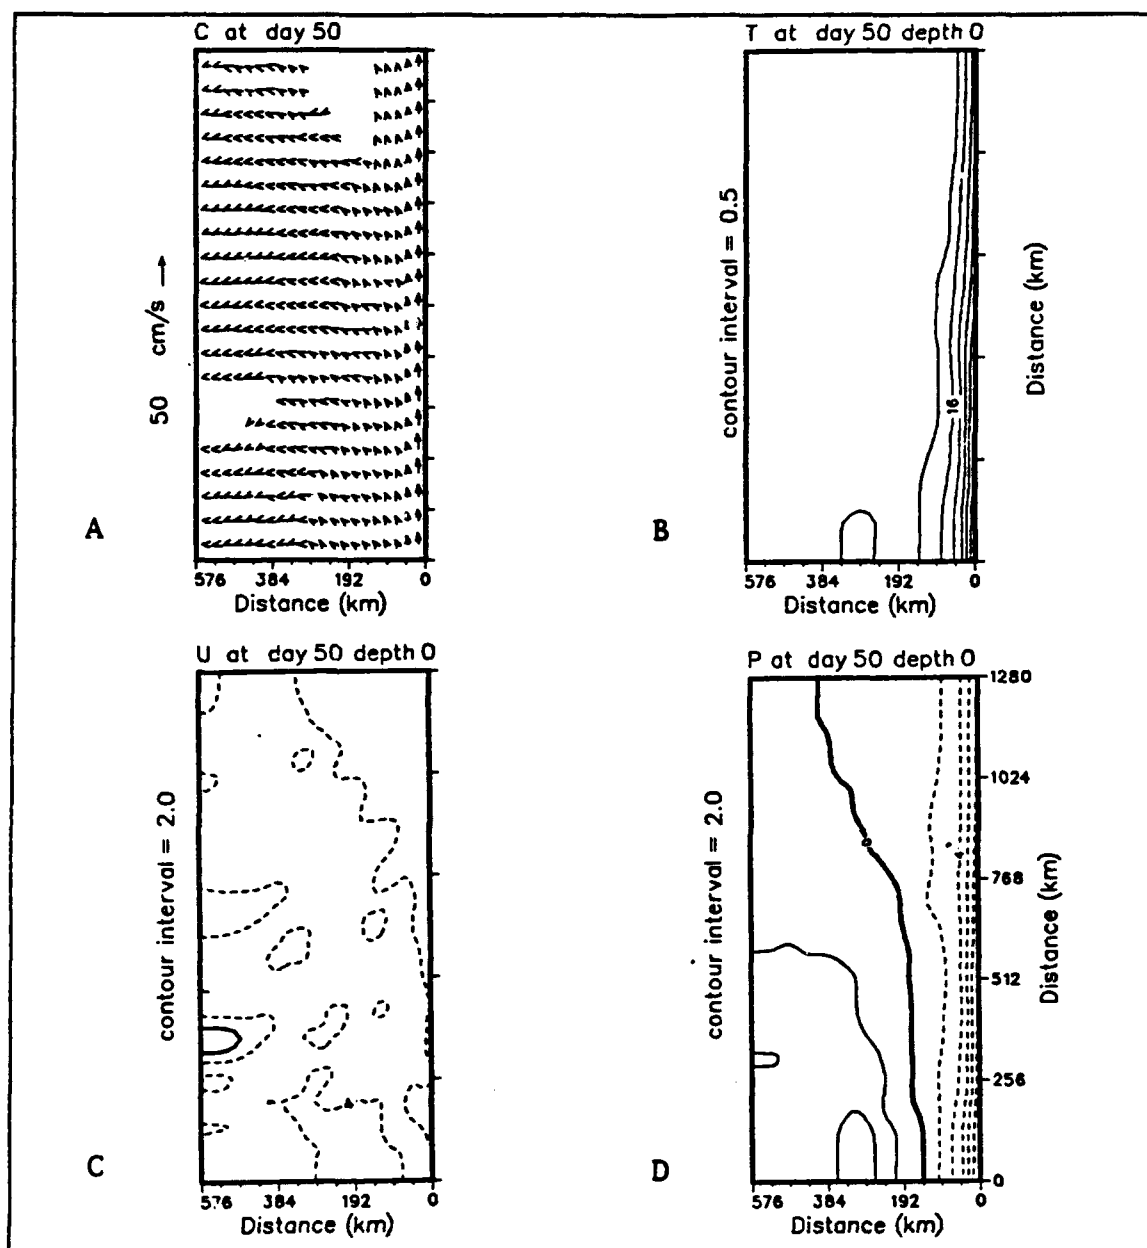 C at day 50
50 cm/s
A
576 384 192 0
Distance (km)
T at day 50 depth 0
contour interval = 0.5
16
Distance (km)
B
576 384 192 0
Distance (km)
U at day 50 depth 0
contour interval = 2.0
C
576 384 192 0
Distance (km)
P at day 50 depth 0
contour interval = 2.0
0
1280
1024
768
512
256
0
Distance (km)
D
576 384 192 0
Distance (km)